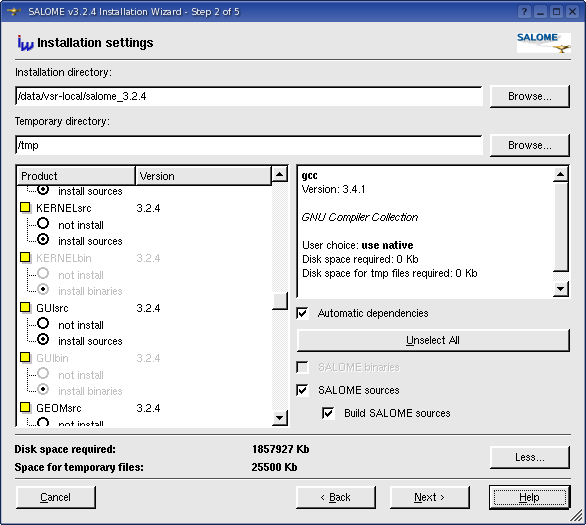 SALOME v3.2.4 Installation Wizard - Step 2 of 5
Installation settings
SALOME
Installation directory:
/data/vsr-local/salome_3.2.4
Browse...
Temporary directory:
/tmp
Browse...
Product Version
install sources
KERNELsrc 3.2.4
not install
install sources
KERNELbin 3.2.4
not install
install binaries
GUIsrc 3.2.4
not install
install sources
GUIbin 3.2.4
not install
install binaries
GEOMsrc 3.2.4
not install
gcc
Version: 3.4.1
GNU Compiler Collection
User choice: use native
Disk space required: 0 Kb
Disk space for tmp files required: 0 Kb
Automatic dependencies
Unselect All
SALOME binaries
SALOME sources
Build SALOME sources
Disk space required: 1857927 Kb
Space for temporary files: 25500 Kb
Less...
Cancel
< Back
Next >
Help